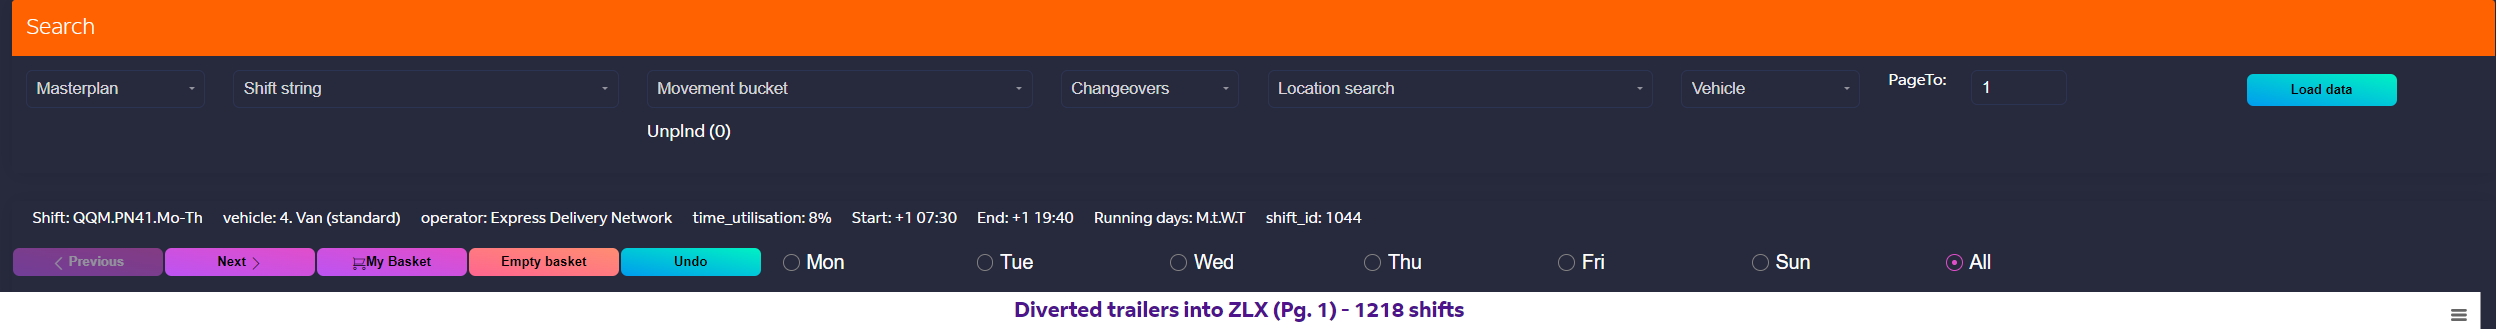 Search
Masterplan Shift string Movement bucket Changeovers Location search Vehicle PageTo: 1 Load data
Unplnd (0)
Shift: QQM.PN41.Mo-Th vehicle: 4. Van (standard) operator: Express Delivery Network time_utilisation: 8% Start: +1 07:30 End: +1 19:40 Running days: M.t.W.T shift_id: 1044
Previous Next My Basket Empty basket Undo Mon Tue Wed Thu Fri Sun All
Diverted trailers into ZLX (Pg. 1) - 1218 shifts